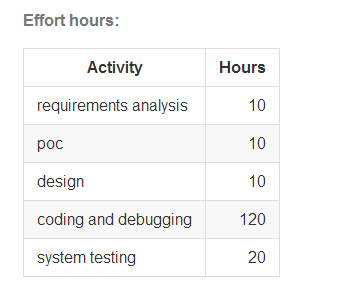 Effort hours:
Activity Hours
requirements analysis 10
poc 10
design 10
coding and debugging 120
system testing 20